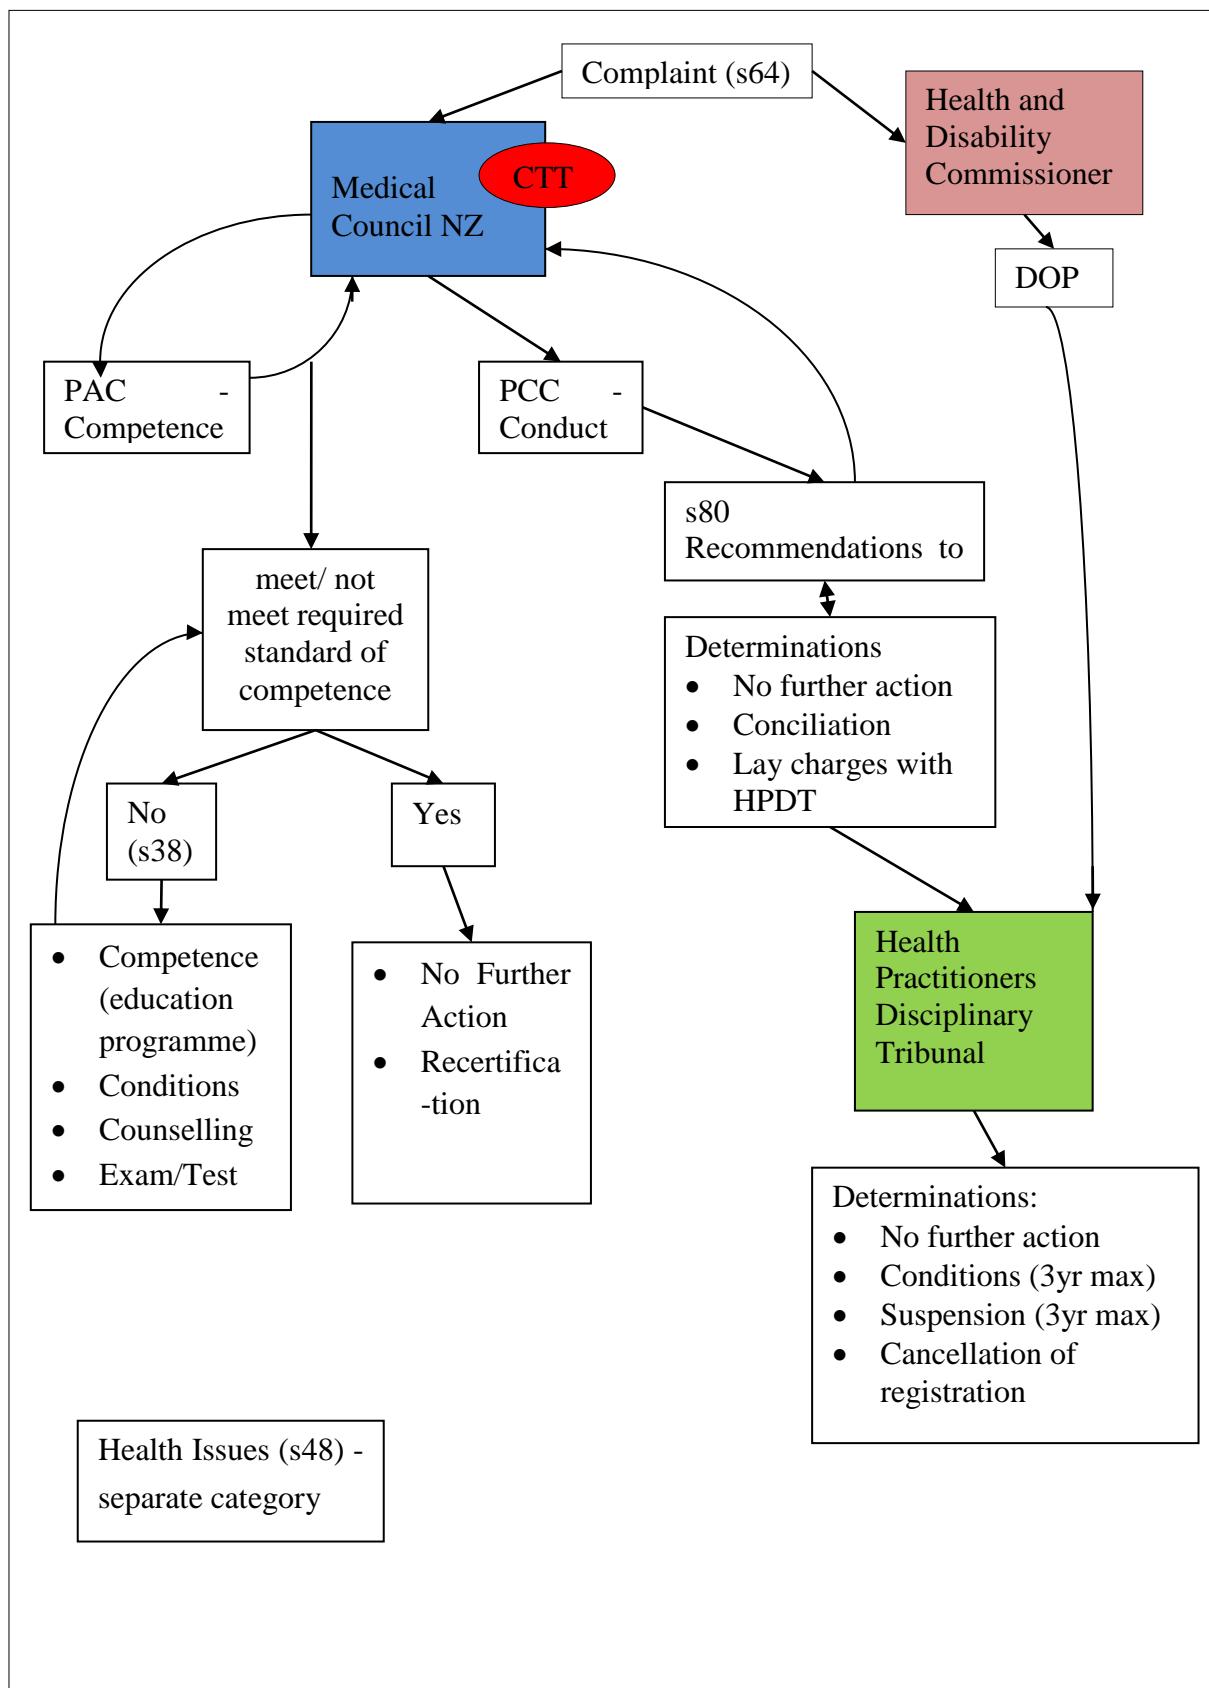 Complaint (s64)
Health and
Disability
Commissioner
CTT
Medical
Council NZ
DOP
PAC -
Competence
PCC -
Conduct
s80
Recommendations to
meet/ not
meet required
standard of
competence
Determinations
• No further action
• Conciliation
• Lay charges with
HPDT
No
(s38)
Yes
Health
Practitioners
Disciplinary
Tribunal
• Competence
(education
programme)
• Conditions
• Counselling
• Exam/Test
• No Further
Action
• Recertifica
-tion
Determinations:
• No further action
• Conditions (3yr max)
• Suspension (3yr max)
• Cancellation of
registration
Health Issues (s48) -
separate category